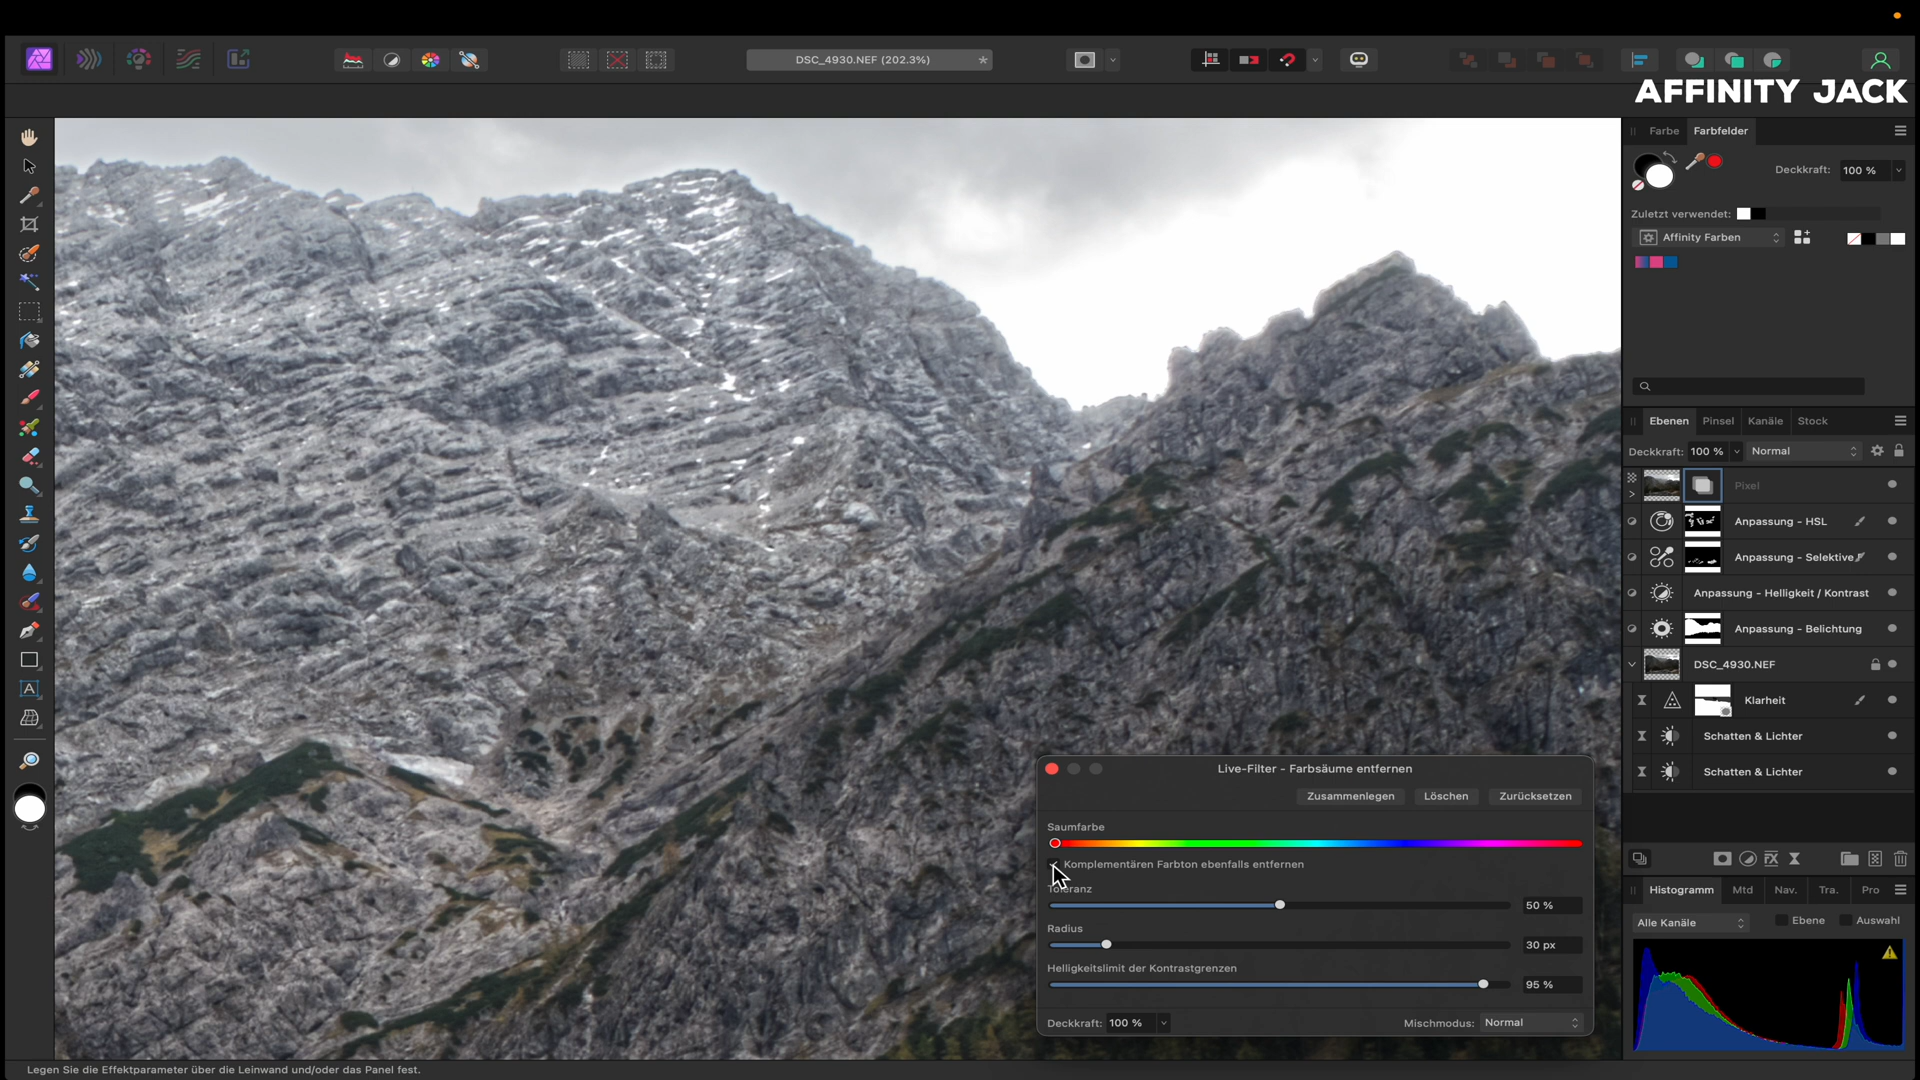 DSC_4930.NEF (202.3%)
*
AFFINITY JACK
Farbe Farbfelder
Deckkraft: 100 %
Zuletzt verwendet:
Affinity Farben
Ebenen Pinsel Kanäle Stock
Deckkraft: 100 % Normal
Pixel
Anpassung - HSL
Anpassung - Selektive
Anpassung - Helligkeit / Kontrast
Anpassung - Belichtung
DSC_4930.NEF
Klarheit
Schatten & Lichter
Schatten & Lichter
Live-Filter - Farbsäume entfernen
Zusammenlegen Löschen Zurücksetzen
Saumfarbe
Komplementären Farbton ebenfalls entfernen
Toleranz
50 %
Radius
30 px
Helligkeitslimit der Kontrastgrenzen
95 %
Deckkraft: 100 % Mischmodus: Normal
Histogramm Mtd Nav. Tra. Pro
Alle Kanäle Ebene Auswahl
Legen Sie die Effektparameter über die Leinwand und/oder das Panel fest.